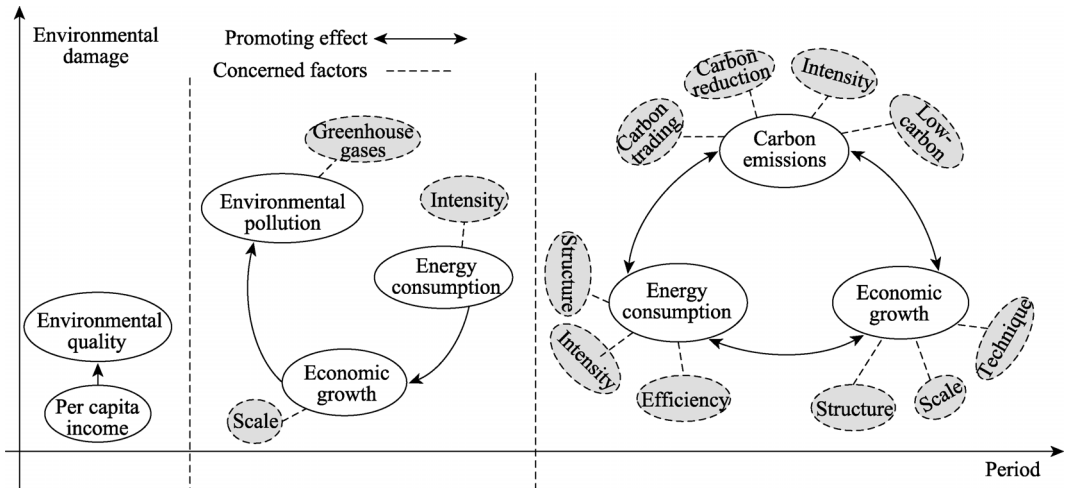 Environmental
damage
Promoting effect
Concerned factors
Environmental
quality
Per capita
income
Greenhouse
gases
Environmental
pollution
Intensity
Energy
consumption
Economic
growth
Scale
Carbon
reduction
Intensity
Carbon
trading
Low-
carbon
Carbon
emissions
Structure
Energy
consumption
Intensity
Efficiency
Economic
growth
Technique
Structure
Scale
Period